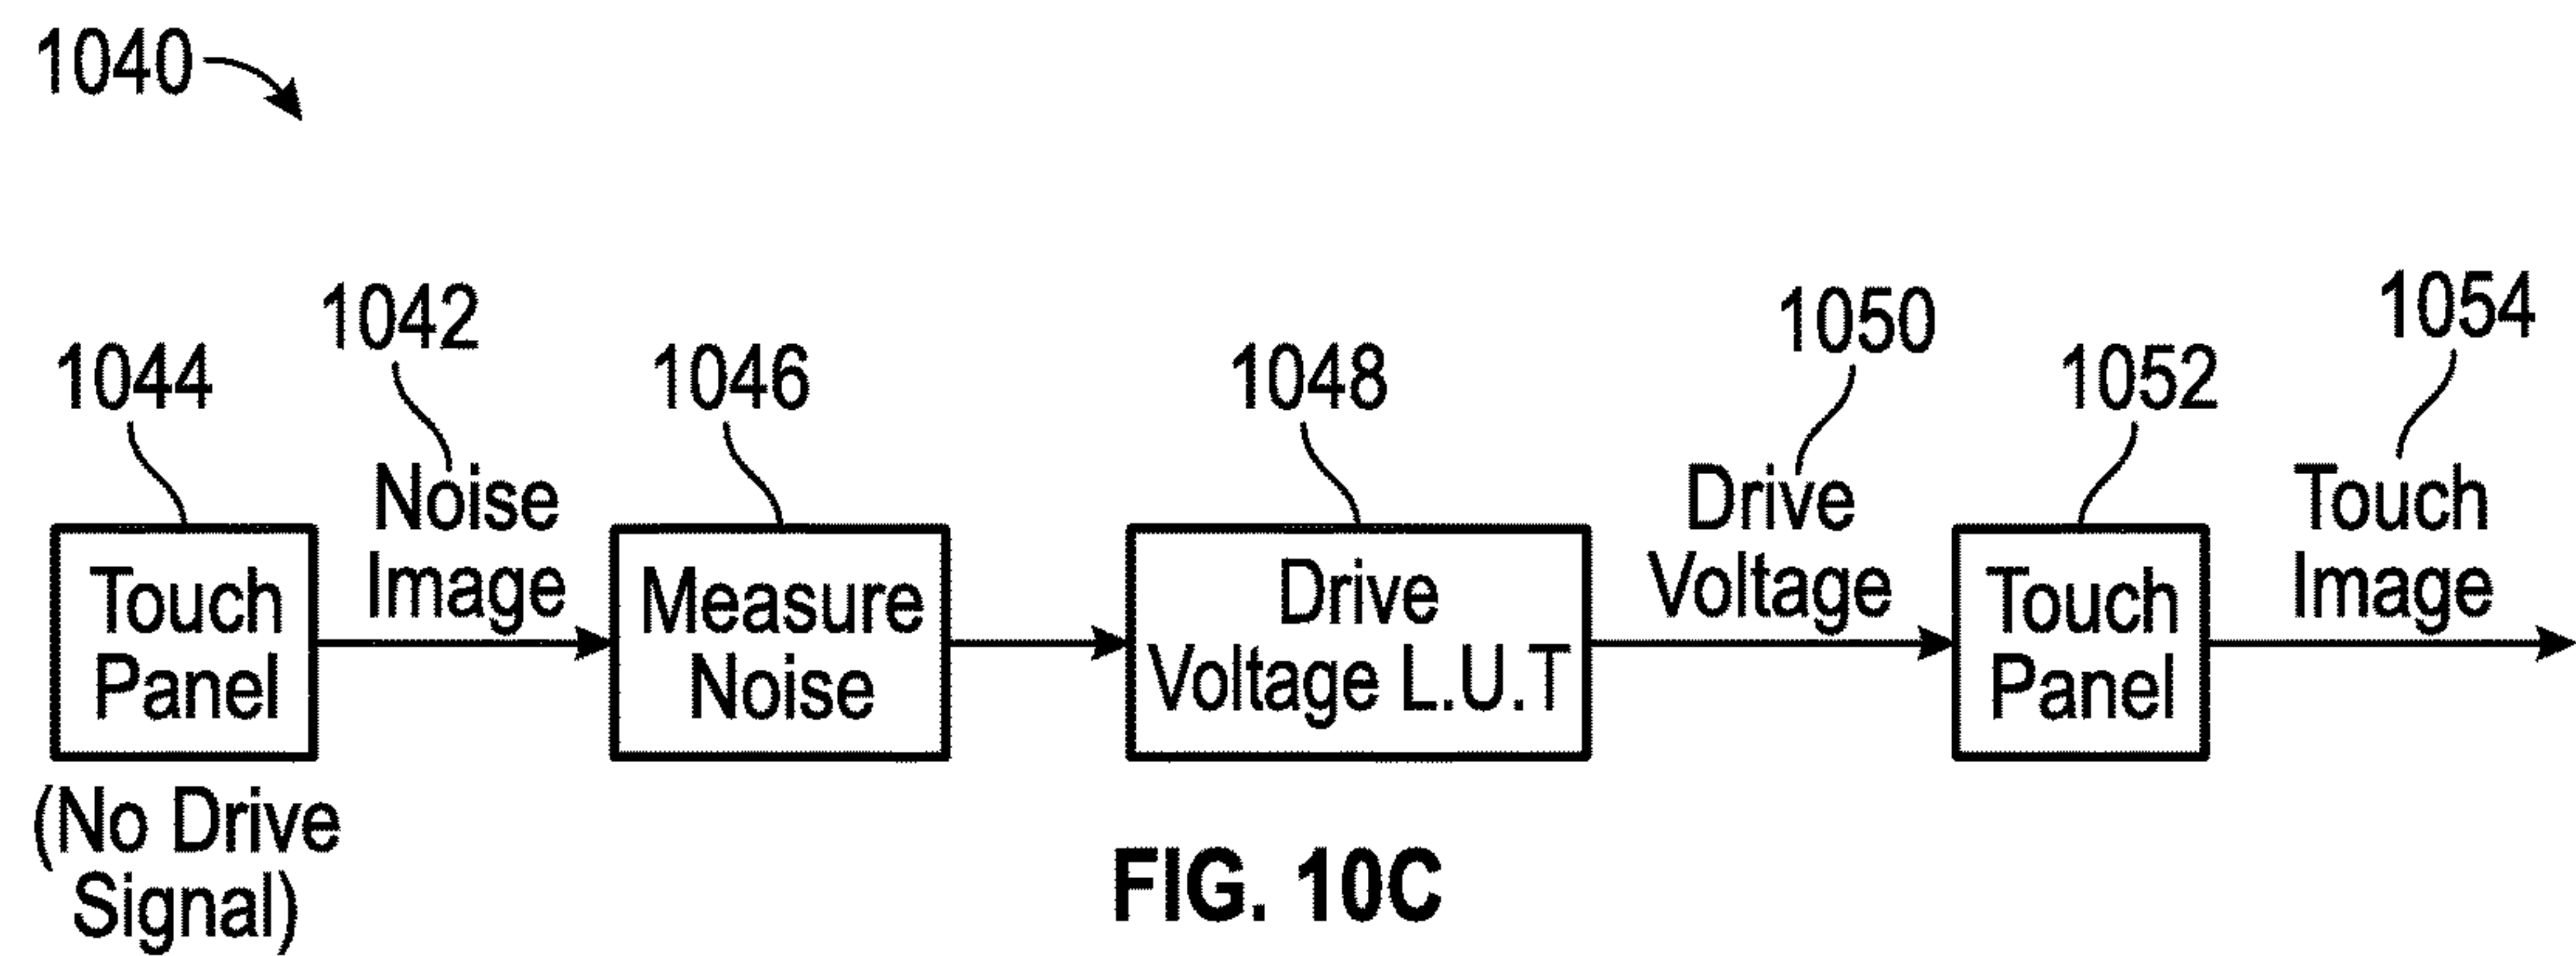 1040
1044
1042
1046
1048
1050
1052
1054
Noise
Image
Drive
Voltage
Touch
Image
Touch
Panel
Measure
Noise
Drive
Voltage L.U.T
Touch
Panel
(No Drive
Signal)
FIG. 10C